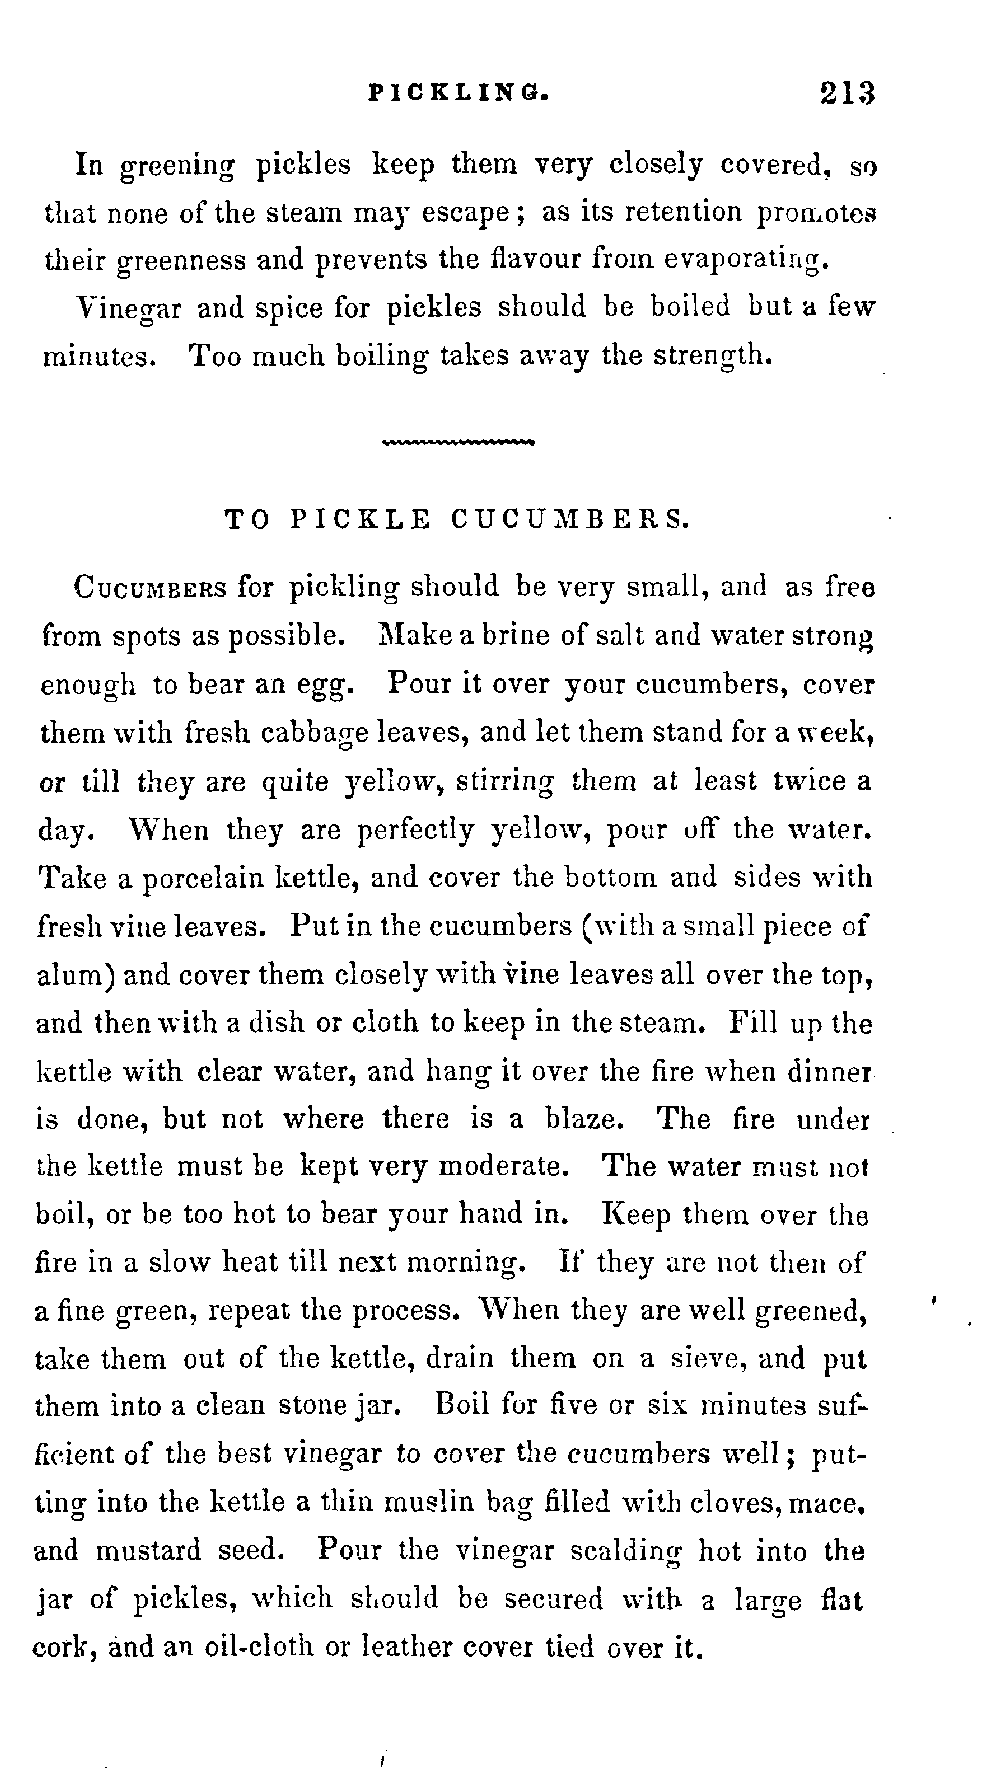 PICKLING. 213
In greening pickles keep them very closely covered, so
that none of the steam may escape; as its retention promotes
their greenness and prevents the flavour from evaporating.
Vinegar and spice for pickles should be boiled but a few
minutes. Too much boiling takes away the strength.
TO PICKLE CUCUMBERS.
CUCUMBERS for pickling should be very small, and as free
from spots as possible. Make a brine of salt and water strong
enough to bear an egg. Pour it over your cucumbers, cover
them with fresh cabbage leaves, and let them stand for a week,
or till they are quite yellow, stirring them at least twice a
day. When they are perfectly yellow, pour off the water.
Take a porcelain kettle, and cover the bottom and sides with
fresh vine leaves. Put in the cucumbers (with a small piece of
alum) and cover them closely with vine leaves all over the top,
and then with a dish or cloth to keep in the steam. Fill up the
kettle with clear water, and hang it over the fire when dinner
is done, but not where there is a blaze. The fire under
the kettle must be kept very moderate. The water must not
boil, or be too hot to bear your hand in. Keep them over the
fire in a slow heat till next morning. If they are not then of
a fine green, repeat the process. When they are well greened,
take them out of the kettle, drain them on a sieve, and put
them into a clean stone jar. Boil for five or six minutes suf-
ficient of the best vinegar to cover the cucumbers well; put-
ting into the kettle a thin muslin bag filled with cloves, mace,
and mustard seed. Pour the vinegar scalding hot into the
jar of pickles, which should be secured with a large flat
cork, and an oil-cloth or leather cover tied over it.